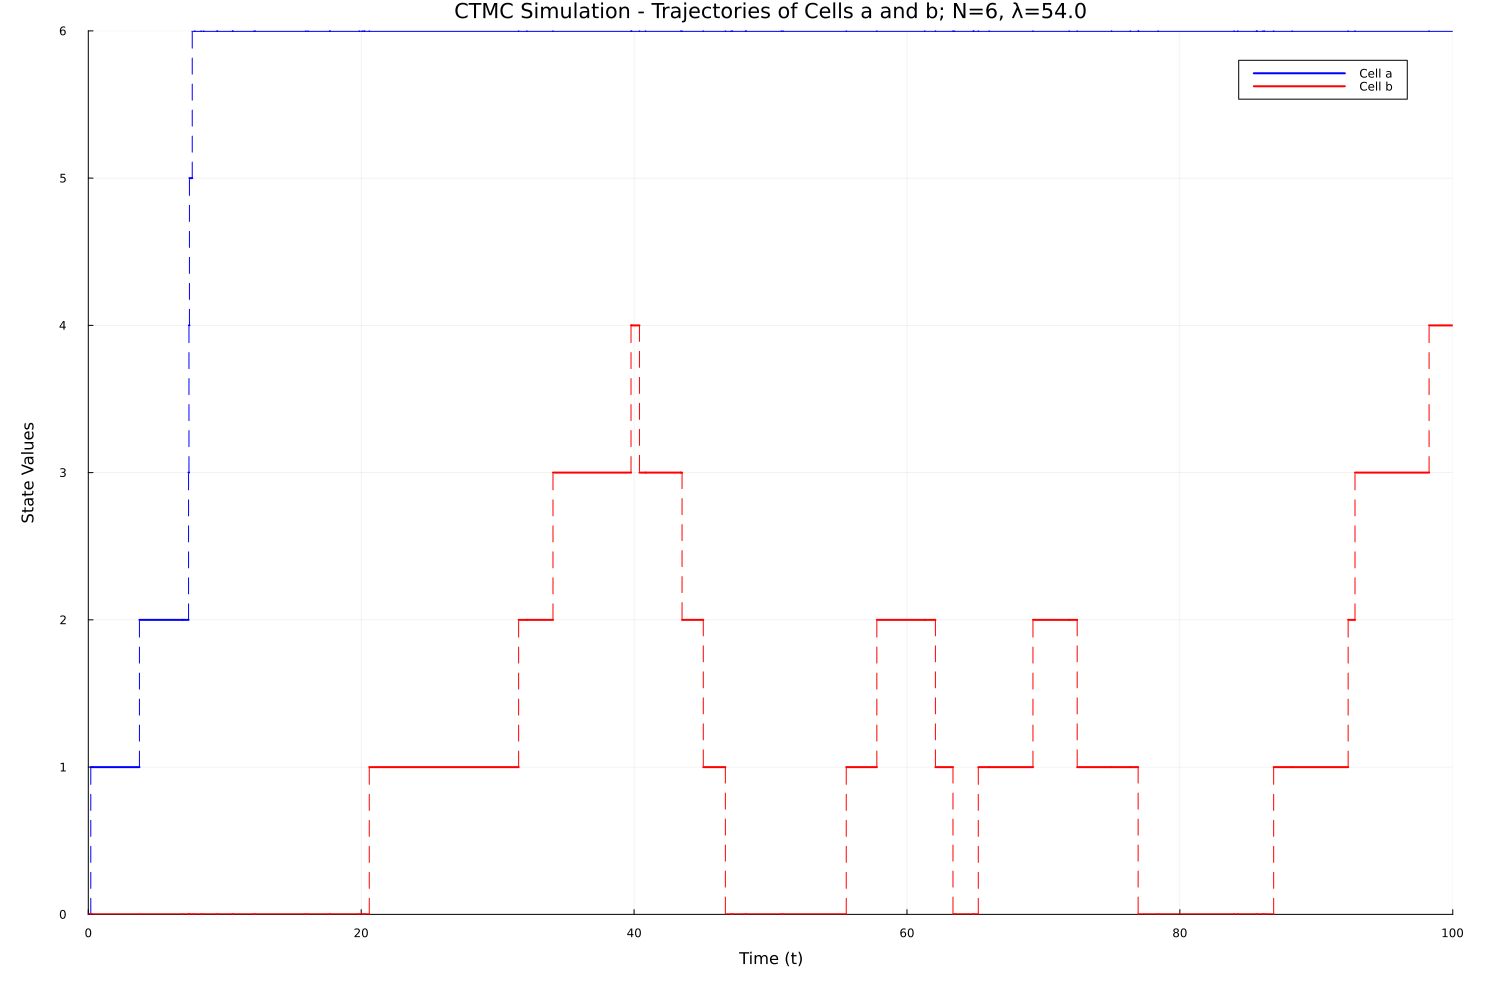 CTMC Simulation - Trajectories of Cells a and b; N=6, λ=54.0
6
Cell a
Cell b
5
4
State Values
3
2
1
0
0 20 40 60 80 100
Time (t)